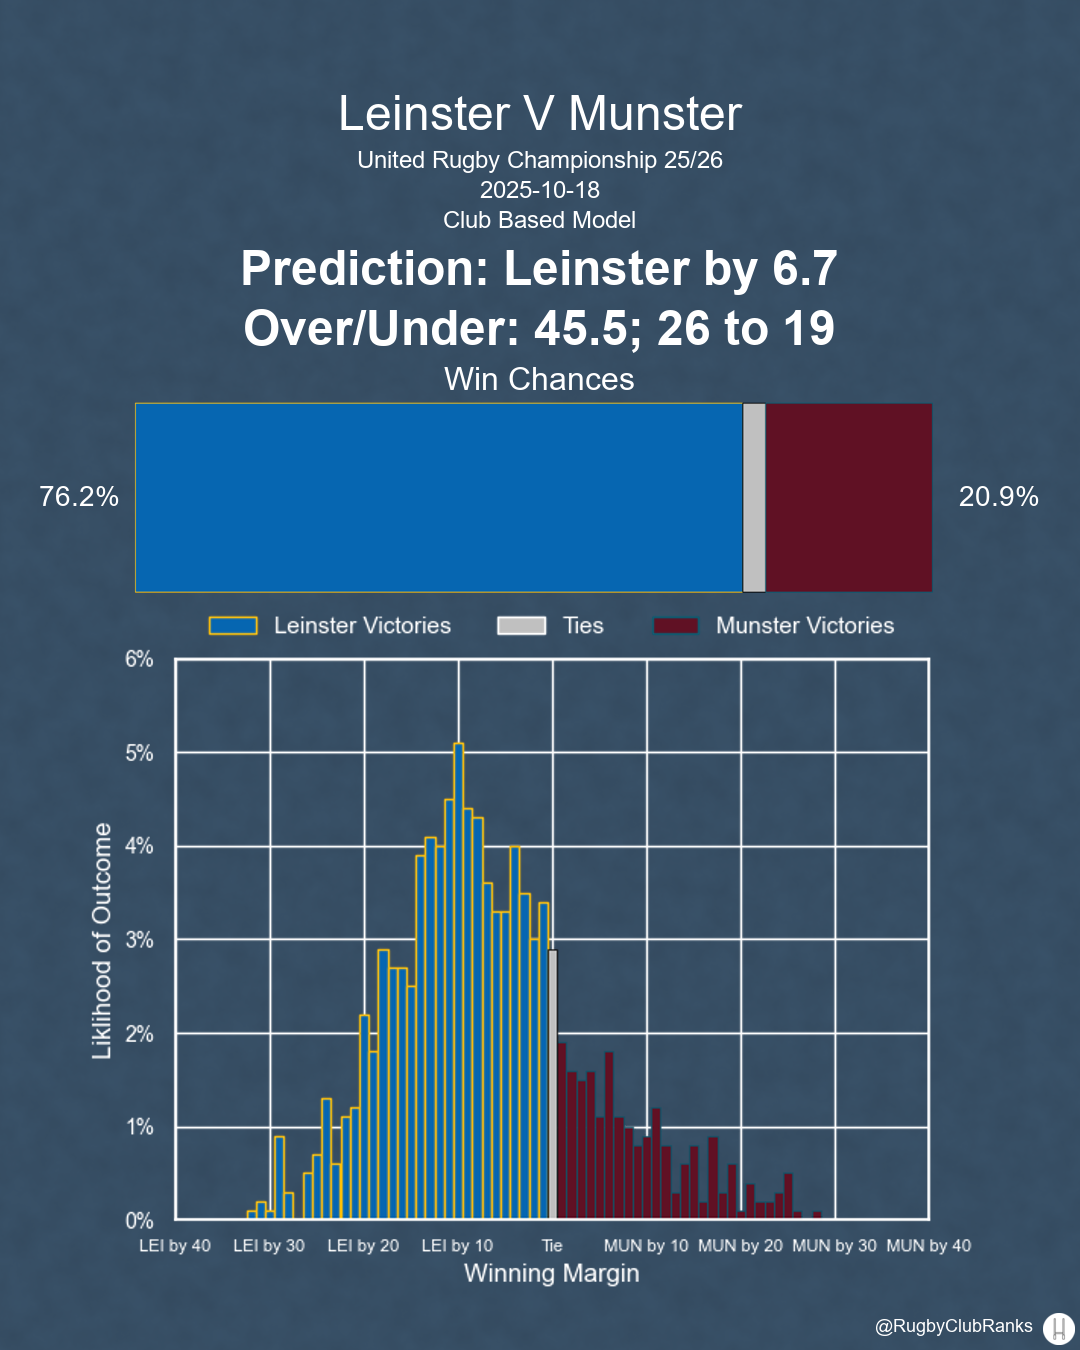 Leinster V Munster
United Rugby Championship 25/26
2025-10-18
Club Based Model
Prediction: Leinster by 6.7
Over/Under: 45.5; 26 to 19
Win Chances
76.2%
20.9%
Leinster Victories
Ties
Munster Victories
6%
5%
4%
3%
2%
1%
0%
Liklihood of Outcome
LEI by 40
LEI by 30
LEI by 20
LEI by 10
Tie
MUN by 10
MUN by 20
MUN by 30
MUN by 40
Winning Margin
@RugbyClubRanks